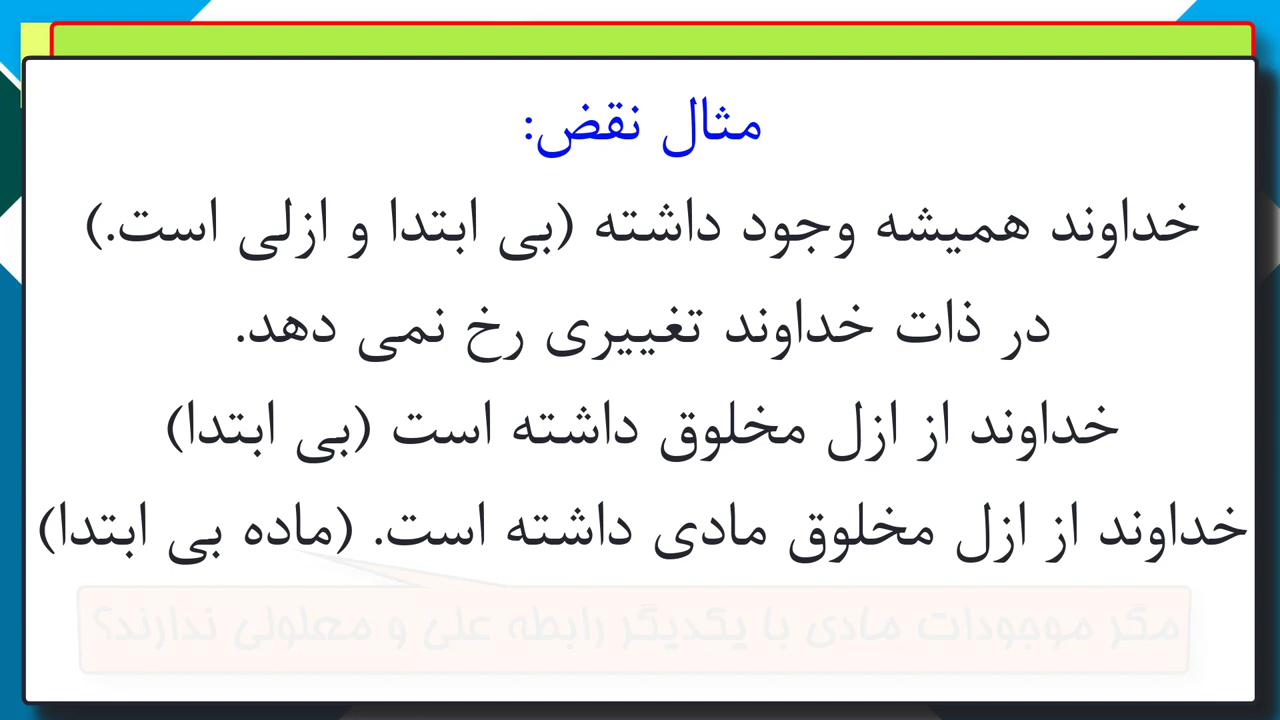 مثال نقض:
خداوند همیشه وجود داشته (بی ابتدا و ازلی است.)
در ذات خداوند تغییری رخ نمی دهد.
خداوند از ازل مخلوق داشته است (بی ابتدا)
خداوند از ازل مخلوق مادی داشته است. (ماده بی ابتدا)
مگر موجودات مادی با یکدیگر رابطه علی و معلولی ندارند؟